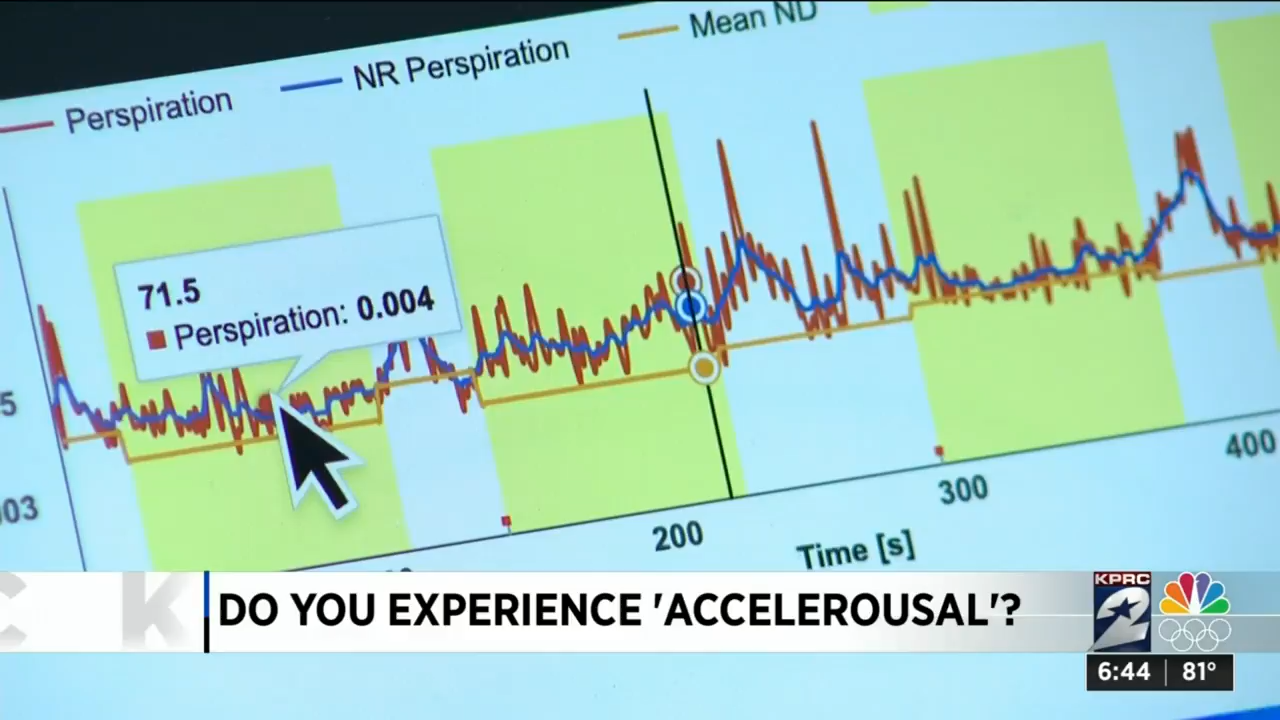 Perspiration
NR Perspiration
Mean ND
71.5
Perspiration: 0.004
5
03
200
300
400
Time [s]
DO YOU EXPERIENCE 'ACCELEROUSAL'?
KPRC
2
6:44 81°